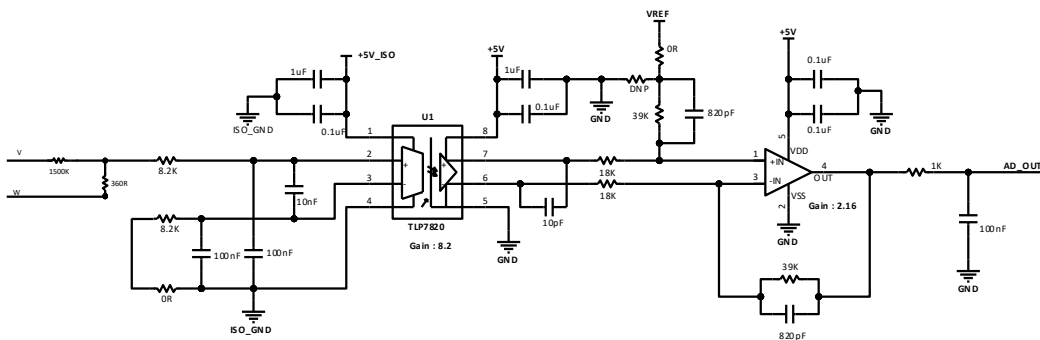 VREF
+5V_ISO
+5V
+5V
0R
1uF
1uF
0.1uF
DNP
820pF
ISO_GND
0.1uF
0.1uF
GND
39K
0.1uF
GND
U1
1
8
5
V
1500K
360R
8.2K
2
+
+
7
18K
1
+IN
VDD
4
OUT
1K
AD_OUT
W
3
-
6
18K
3
-IN
10nF
4
5
10pF
VSS
2
Gain : 2.16
8.2K
TLP7820
Gain : 8.2
GND
GND
100nF
100nF
100nF
0R
39K
GND
ISO_GND
820pF